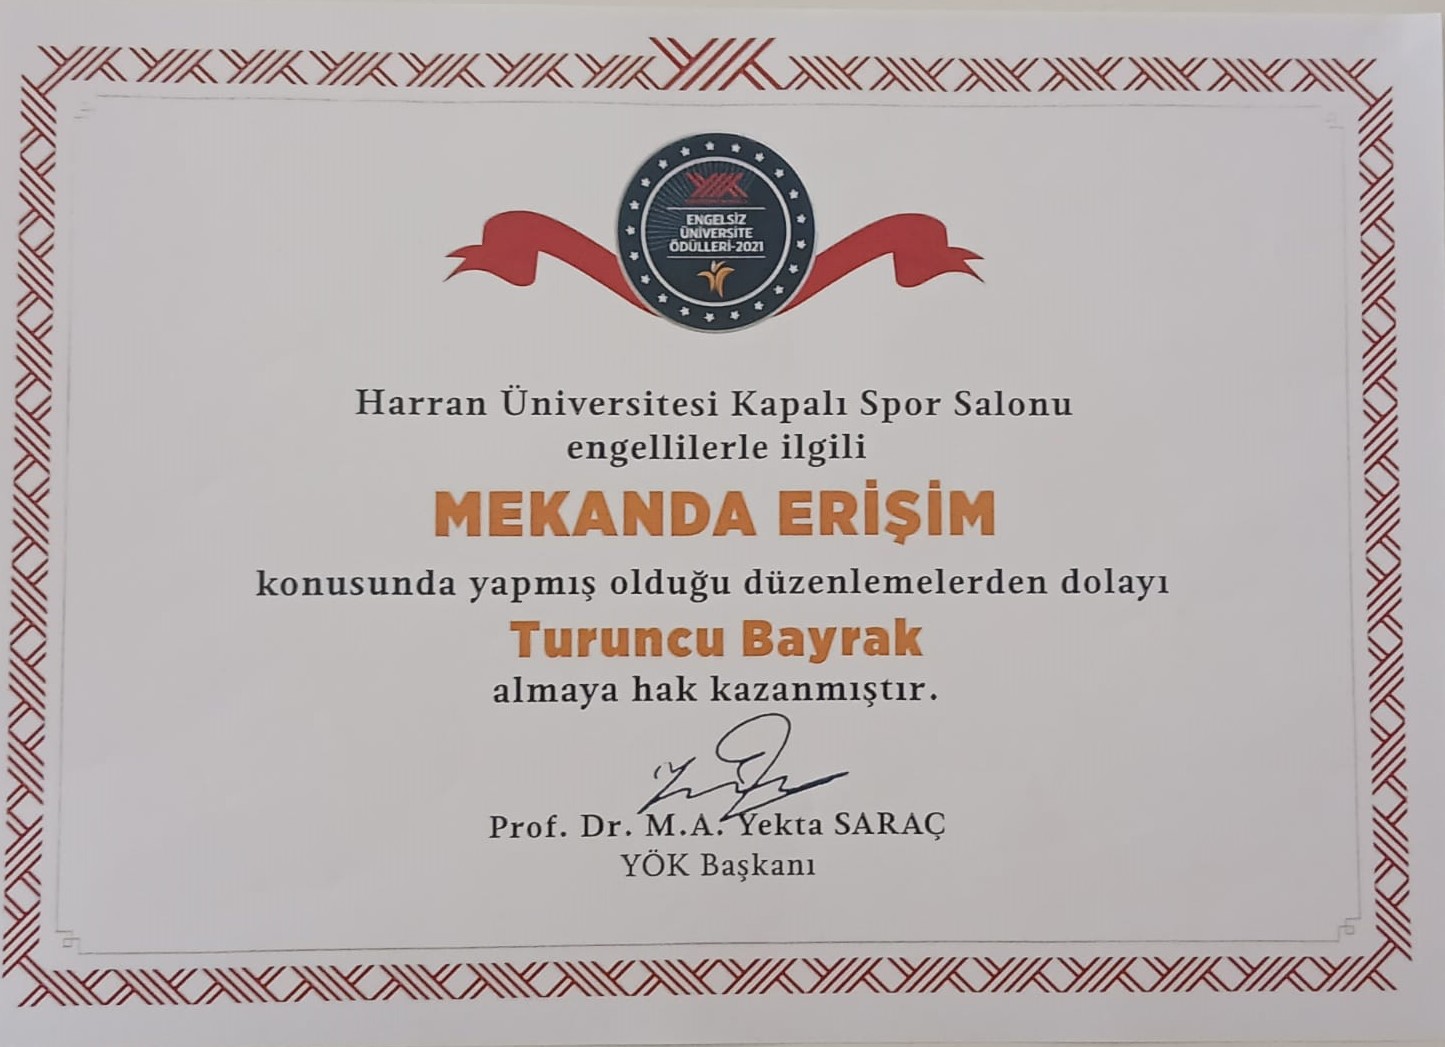 YÖK
ENGELSİZ
ÜNİVERSİTE
ÖDÜLLERİ-2021
Harran Üniversitesi Kapalı Spor Salonu
engellilerle ilgili
MEKANDA ERİŞİM
konusunda yapmış olduğu düzenlemelerden dolayı
Turuncu Bayrak
almaya hak kazanmıştır.
Prof. Dr. M.A. Yekta SARAÇ
YÖK Başkanı